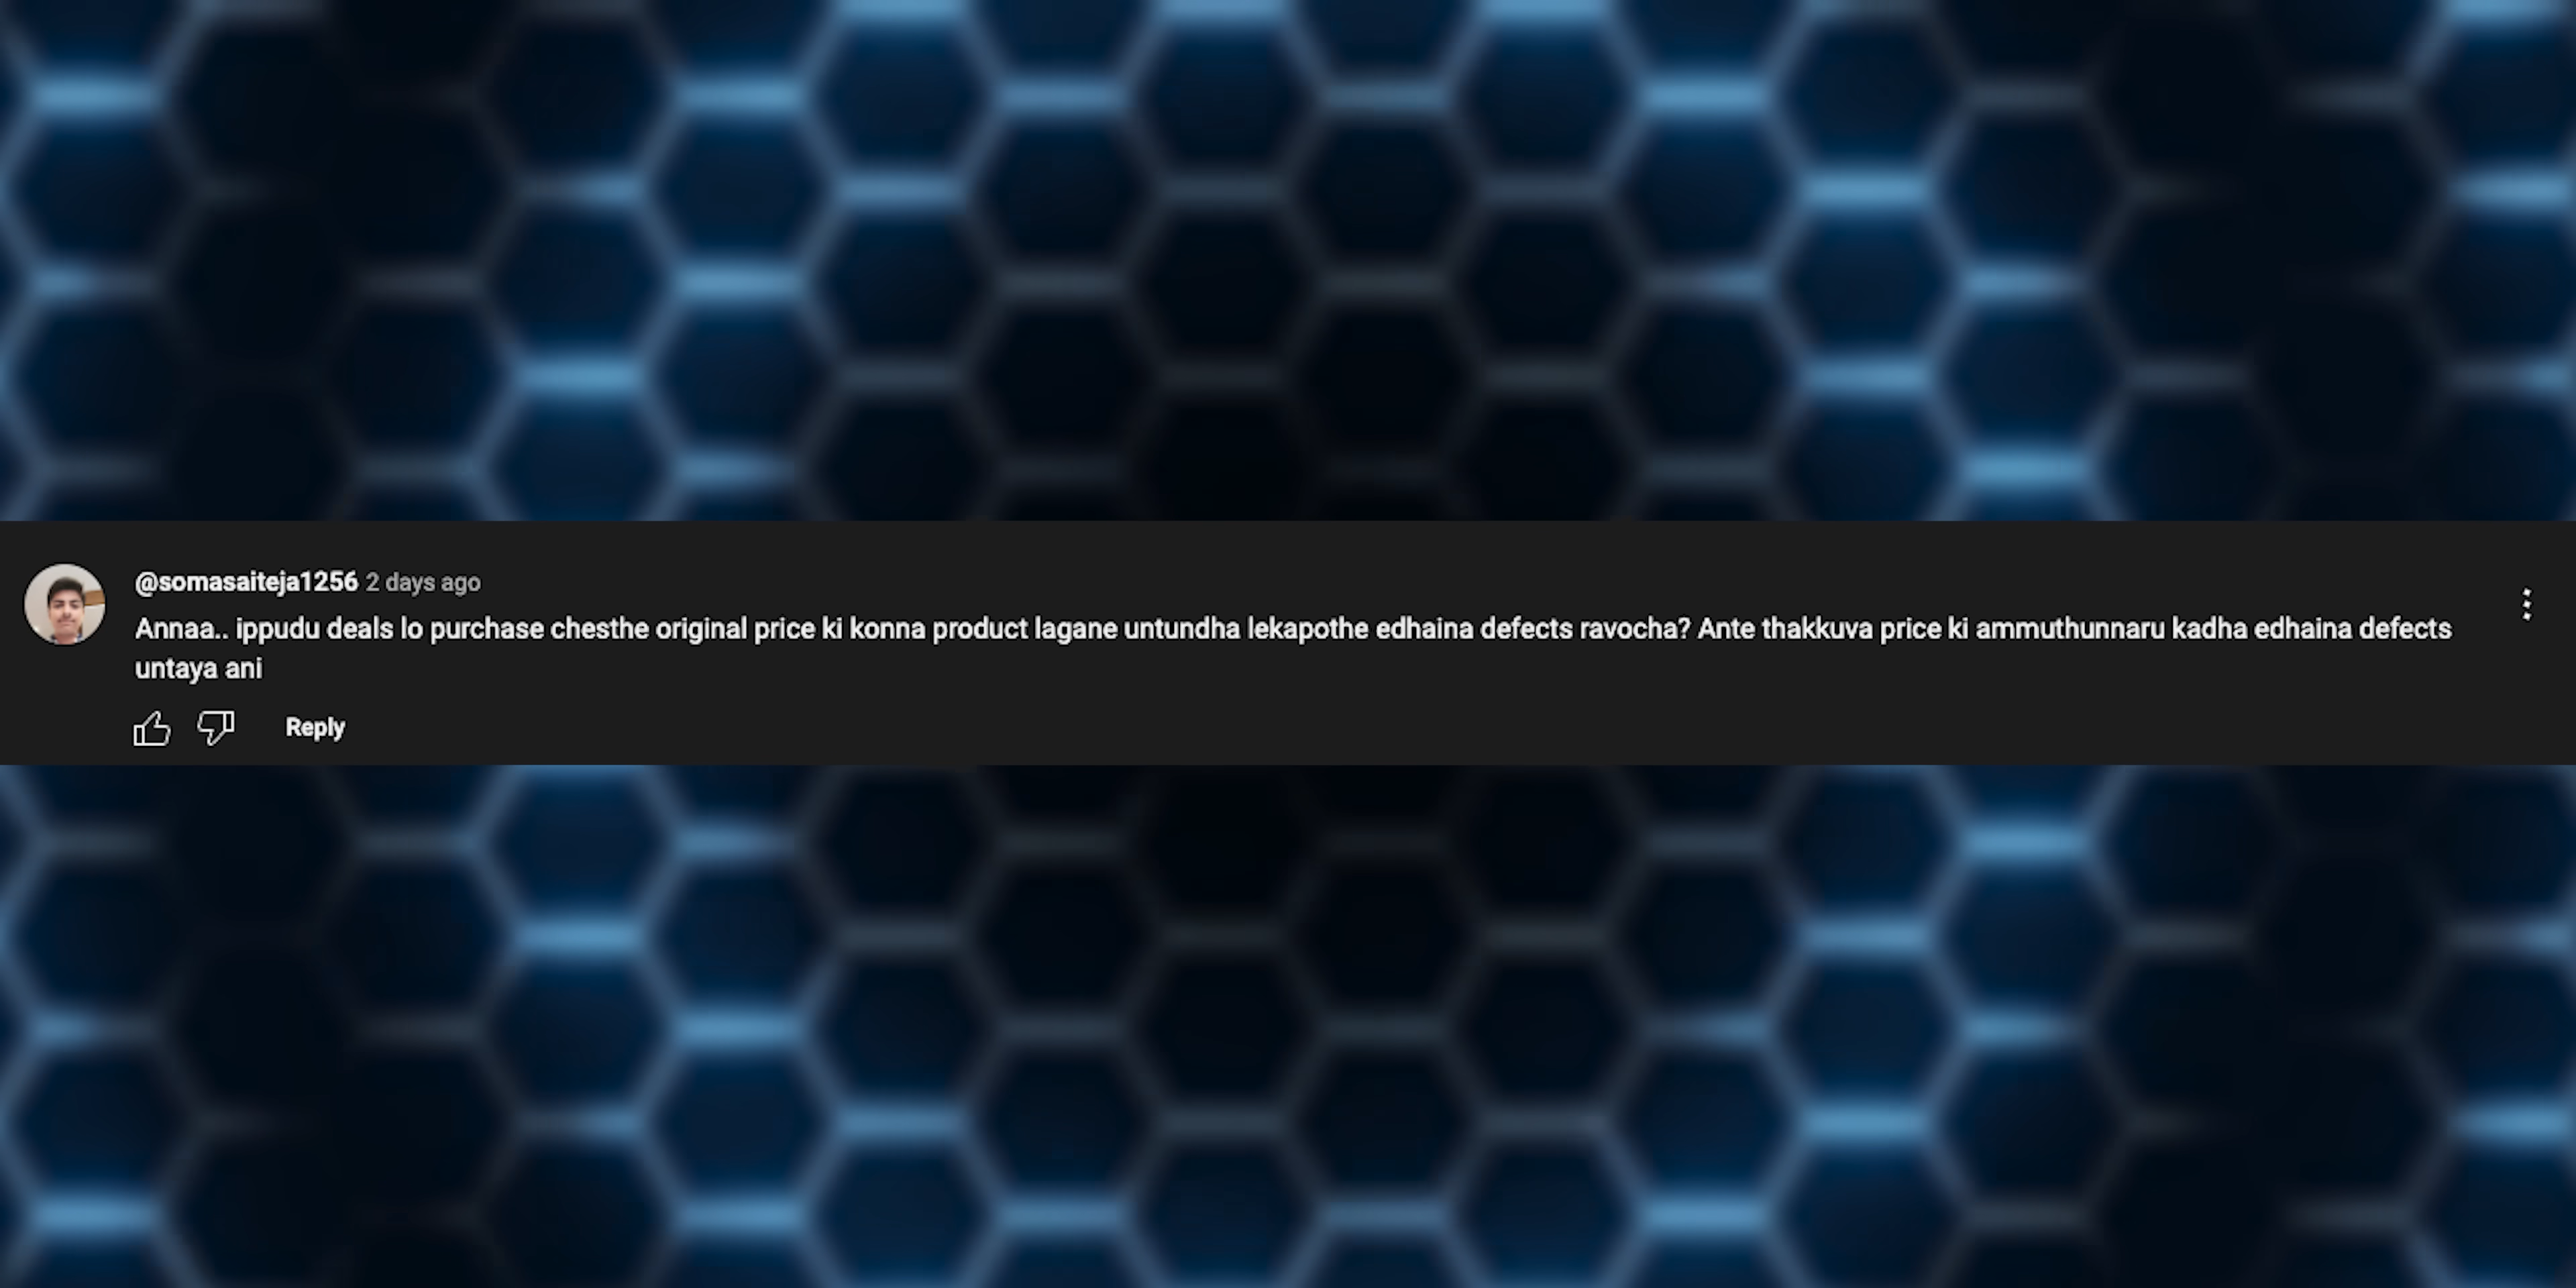 @somasaiteja1256 2 days ago
Annaa.. ippudu deals lo purchase chesthe original price ki konna product lagane untundha lekapothe edhaina defects ravocha? Ante thakkuva price ki ammuthunnaru kadha edhaina defects
untaya ani
Reply